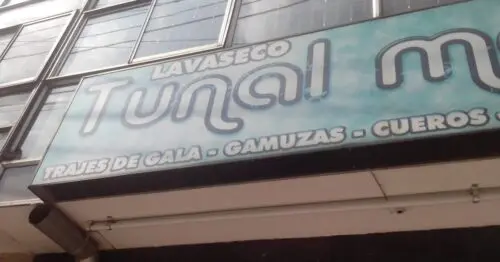 LAVASECO
Tunal
TRAJES DE GALA - GAMUZAS - CUEROS -